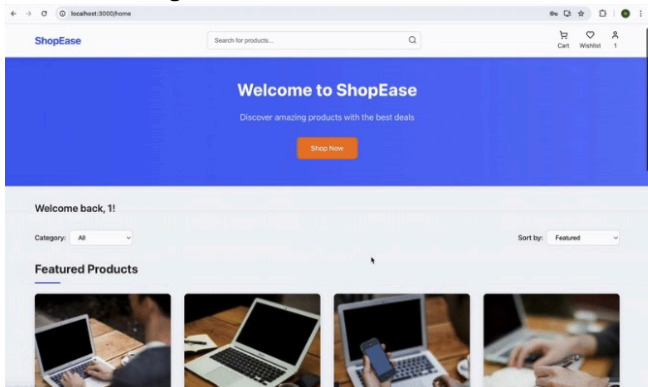 localhost:3000/home
ShopEase
Search for products...
Cart
Wishlist
1
Welcome to ShopEase
Discover amazing products with the best deals
Shop Now
Welcome back, 1!
Category: All
Sort by: Featured
Featured Products